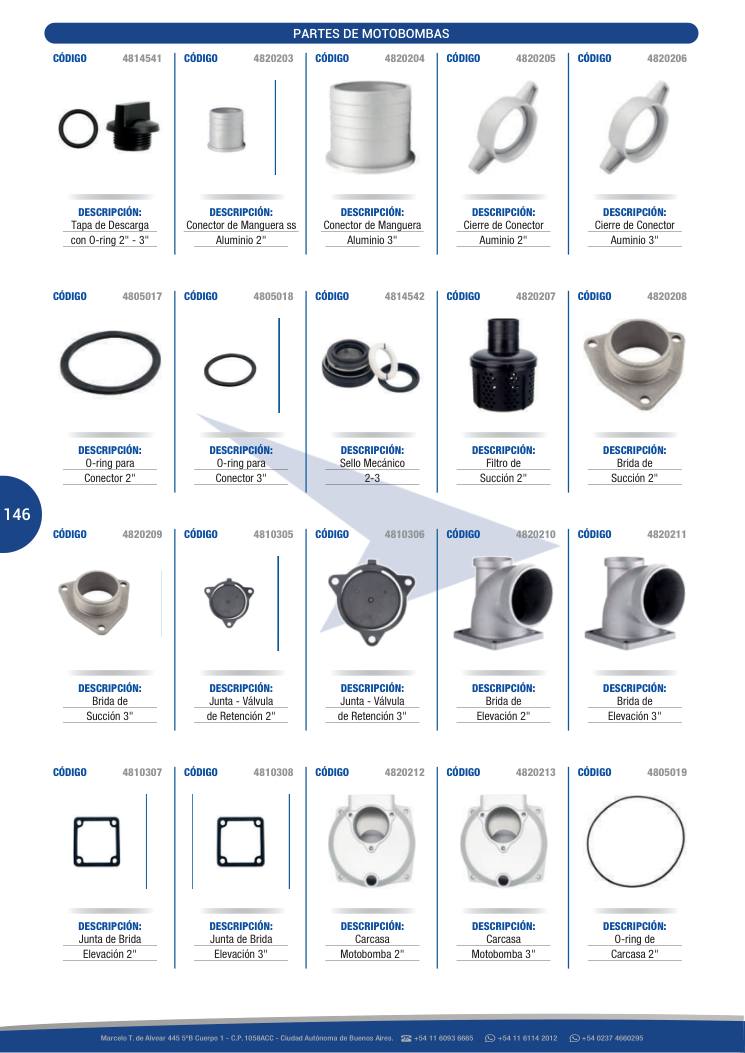 PARTES DE MOTOBOMBAS
CÓDIGO 4814541
CÓDIGO 4820203
CÓDIGO 4820204
CÓDIGO 4820205
CÓDIGO 4820206
DESCRIPCIÓN:
Tapa de Descarga
con O-ring 2" - 3"
DESCRIPCIÓN:
Conector de Manguera ss
Aluminio 2"
DESCRIPCIÓN:
Conector de Manguera
Aluminio 3"
DESCRIPCIÓN:
Cierre de Conector
Auminio 2"
DESCRIPCIÓN:
Cierre de Conector
Auminio 3"
CÓDIGO 4805017
CÓDIGO 4805018
CÓDIGO 4814542
CÓDIGO 4820207
CÓDIGO 4820208
DESCRIPCIÓN:
O-ring para
Conector 2"
DESCRIPCIÓN:
O-ring para
Conector 3"
DESCRIPCIÓN:
Sello Mecánico
2-3
DESCRIPCIÓN:
Filtro de
Succión 2"
DESCRIPCIÓN:
Brida de
Succión 2"
146
CÓDIGO 4820209
CÓDIGO 4810305
CÓDIGO 4810306
CÓDIGO 4820210
CÓDIGO 4820211
DESCRIPCIÓN:
Brida de
Succión 3"
DESCRIPCIÓN:
Junta - Válvula
de Retención 2"
DESCRIPCIÓN:
Junta - Válvula
de Retención 3"
DESCRIPCIÓN:
Brida de
Elevación 2"
DESCRIPCIÓN:
Brida de
Elevación 3"
CÓDIGO 4810307
CÓDIGO 4810308
CÓDIGO 4820212
CÓDIGO 4820213
CÓDIGO 4805019
DESCRIPCIÓN:
Junta de Brida
Elevación 2"
DESCRIPCIÓN:
Junta de Brida
Elevación 3"
DESCRIPCIÓN:
Carcasa
Motobomba 2"
DESCRIPCIÓN:
Carcasa
Motobomba 3"
DESCRIPCIÓN:
O-ring de
Carcasa 2"
Marcelo T. de Alvear 445 5ºB Cuerpo 1 - C.P. 1058ACC - Ciudad Autónoma de Buenos Aires. +54 11 6093 6665 +54 11 6114 2012 +54 0237 4660295